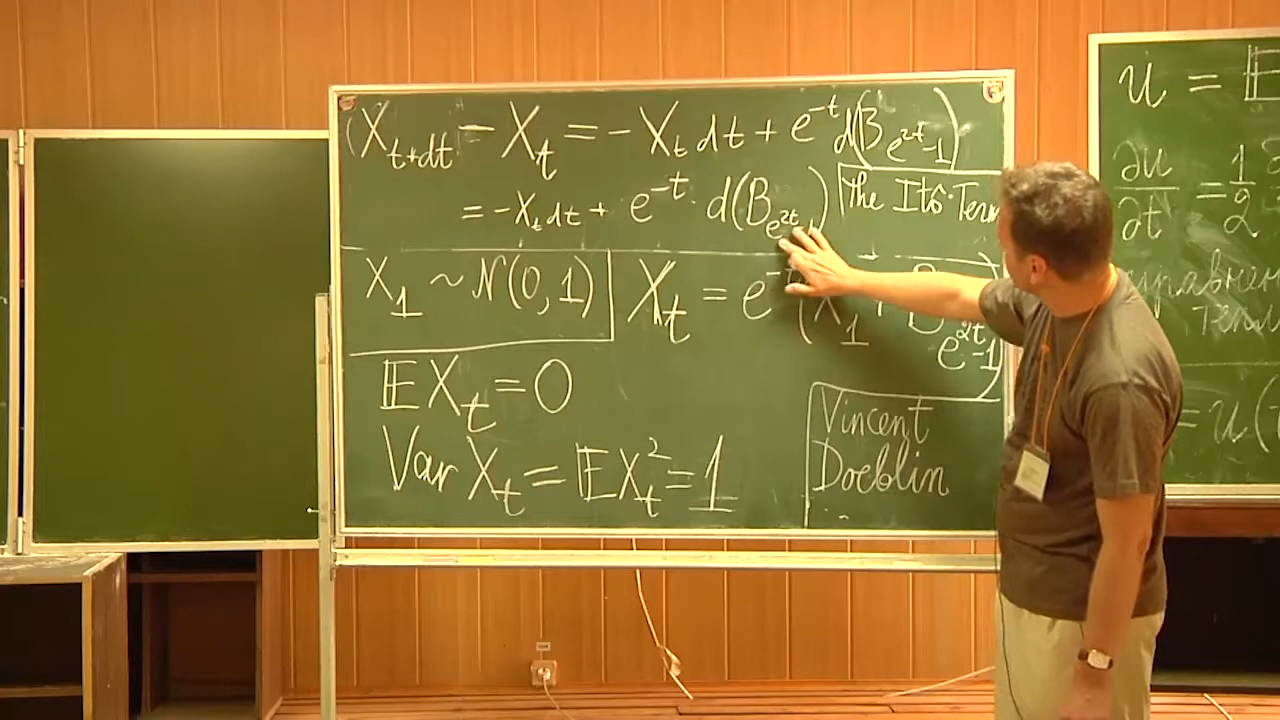 (X_{t+dt} - X_t = - X_t dt + e^{-t} d(B_{e^{2t}-1})
= -X_t dt + e^{-t} · d(B_{e^{2t}-1})
The Itô Term
X_1 ~ N(0,1)
X_t = e^{-t}(X_1 + B_{e^{2t}-1})
𝔼X_t = 0
Var X_t = 𝔼X_t^2 = 1
Vincent
Doeblin
u = 𝔼
∂u/∂t = 1/2
= u(